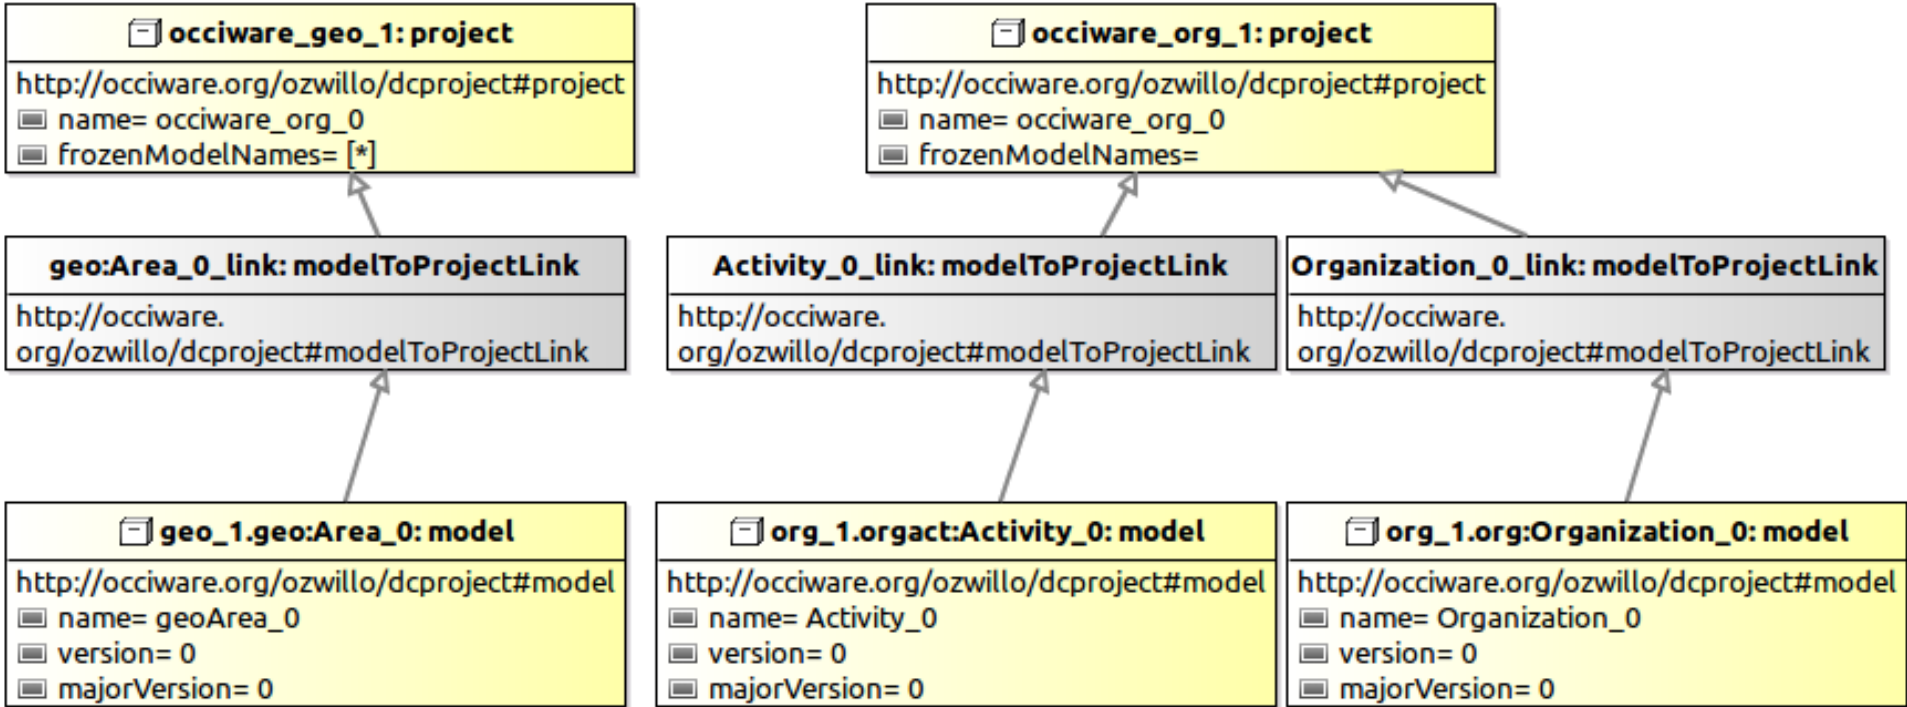 occiware_geo_1: project
http://occiware.org/ozwillo/dcproject#project
name= occiware_org_0
frozenModelNames= [*]
occiware_org_1: project
http://occiware.org/ozwillo/dcproject#project
name= occiware_org_0
frozenModelNames=
geo:Area_0_link: modelToProjectLink
http://occiware.
org/ozwillo/dcproject#modelToProjectLink
Activity_0_link: modelToProjectLink
http://occiware.
org/ozwillo/dcproject#modelToProjectLink
Organization_0_link: modelToProjectLink
http://occiware.
org/ozwillo/dcproject#modelToProjectLink
geo_1.geo:Area_0: model
http://occiware.org/ozwillo/dcproject#model
name= geoArea_0
version= 0
majorVersion= 0
org_1.orgact:Activity_0: model
http://occiware.org/ozwillo/dcproject#model
name= Activity_0
version= 0
majorVersion= 0
org_1.org:Organization_0: model
http://occiware.org/ozwillo/dcproject#model
name= Organization_0
version= 0
majorVersion= 0